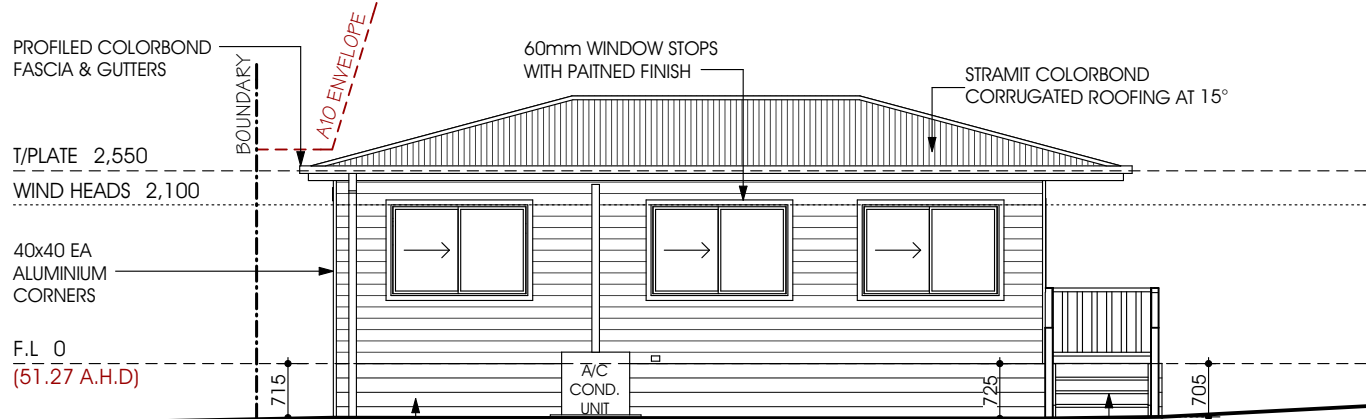 PROFILED COLORBOND
FASCIA & GUTTERS
BOUNDARY
A10 ENVELOPE
60mm WINDOW STOPS
WITH PAITNED FINISH
STRAMIT COLORBOND
CORRUGATED ROOFING AT 15°
T/PLATE 2,550
WIND HEADS 2,100
40x40 EA
ALUMINIUM
CORNERS
F.L 0
(51.27 A.H.D)
715
A/C
COND.
UNIT
725
705